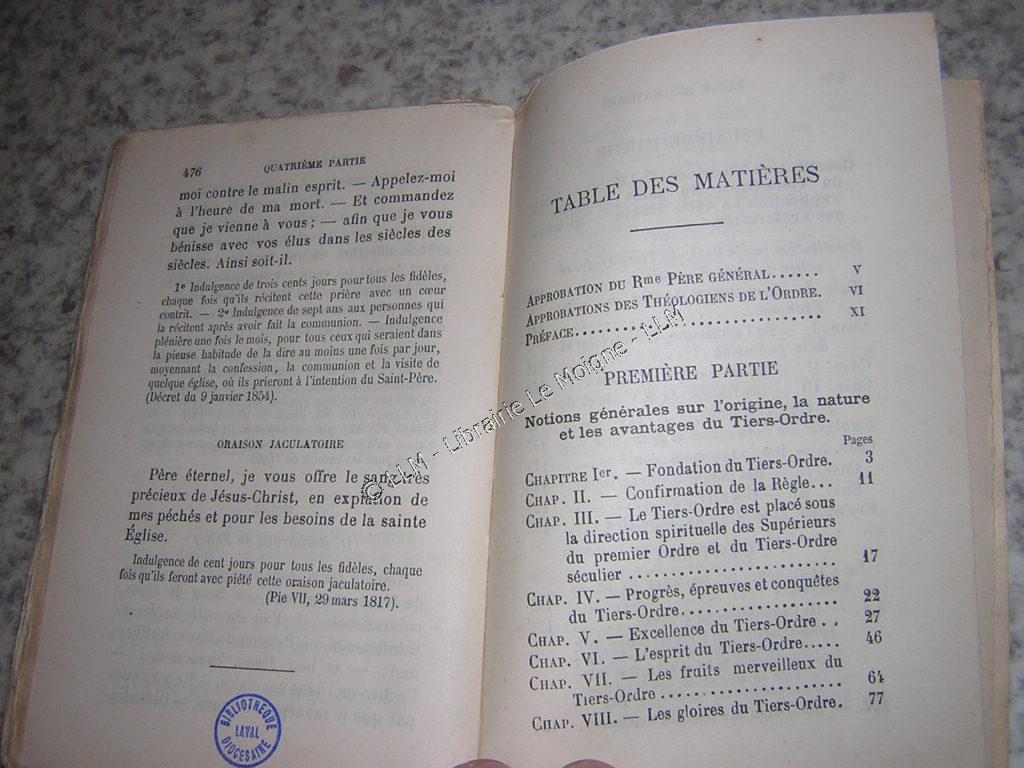 476 QUATRIÈME PARTIE
moi contre le malin esprit. — Appelez-moi
à l'heure de ma mort. — Et commandez
que je vienne à vous; — afin que je vous
bénisse avec vos élus dans les siècles des
siècles. Ainsi soit-il.
1º Indulgence de trois cents jours pour tous les fidèles,
chaque fois qu'ils récitent cette prière avec un cœur
contrit. — 2º Indulgence de sept ans aux personnes qui
la récitent après avoir fait la communion. — Indulgence
plénière une fois le mois, pour tous ceux qui seraient dans
la pieuse habitude de la dire au moins une fois par jour,
moyennant la confession, la communion et la visite de
quelque église, où ils prieront à l'intention du Saint-Père.
(Décret du 9 janvier 1854).
ORAISON JACULATOIRE
Père éternel, je vous offre le sang très
précieux de Jésus-Christ, en expiation de
mes péchés et pour les besoins de la sainte
Église.
Indulgence de cent jours pour tous les fidèles, chaque
fois qu'ils feront avec piété cette oraison jaculatoire.
(Pie VII, 29 mars 1817).
BIBLIOTHEQUE
LAVAL
DIOCESAINE
TABLE DES MATIÈRES
APPROBATION DU Rme PÈRE GÉNÉRAL...... V
APPROBATIONS DES THÉOLOGIENS DE L'ORDRE. VI
PRÉFACE............................ XI
PREMIÈRE PARTIE
Notions générales sur l'origine, la nature
et les avantages du Tiers-Ordre.
Pages
CHAPITRE Ier. — Fondation du Tiers-Ordre. 3
CHAP. II. — Confirmation de la Règle... 11
CHAP. III. — Le Tiers-Ordre est placé sous
la direction spirituelle des Supérieurs
du premier Ordre et du Tiers-Ordre
séculier .................... 17
CHAP. IV. — Progrès, épreuves et conquêtes
du Tiers-Ordre................ 22
CHAP. V. — Excellence du Tiers-Ordre .. 27
CHAP. VI. — L'esprit du Tiers-Ordre..... 46
CHAP. VII. — Les fruits merveilleux du
Tiers-Ordre .................. 64
CHAP. VIII. — Les gloires du Tiers-Ordre. 77
© LLM - Librairie Le Moigne - LLM